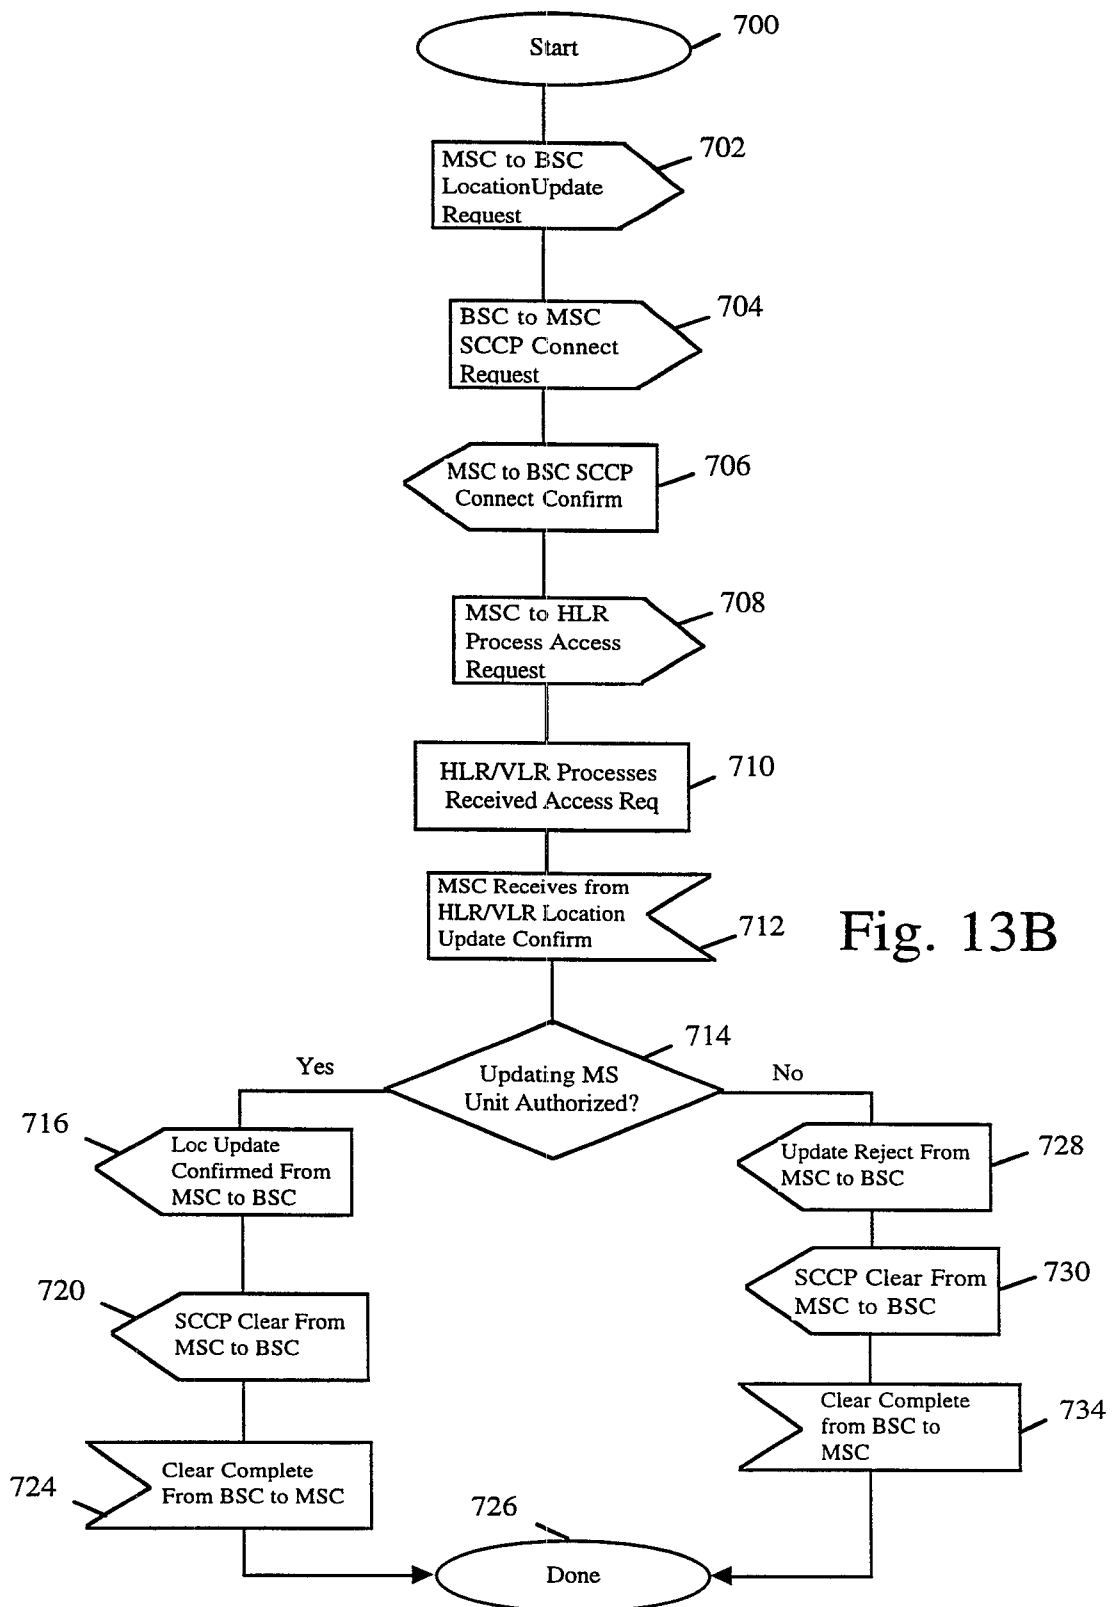 Start
700
MSC to BSC
LocationUpdate
Request
702
BSC to MSC
SCCP Connect
Request
704
MSC to BSC SCCP
Connect Confirm
706
MSC to HLR
Process Access
Request
708
HLR/VLR Processes
Received Access Req
710
MSC Receives from
HLR/VLR Location
Update Confirm
712
Fig. 13B
Updating MS
Unit Authorized?
714
Yes
No
716
Loc Update
Confirmed From
MSC to BSC
Update Reject From
MSC to BSC
728
720
SCCP Clear From
MSC to BSC
SCCP Clear From
MSC to BSC
730
724
Clear Complete
From BSC to MSC
Clear Complete
from BSC to
MSC
734
726
Done